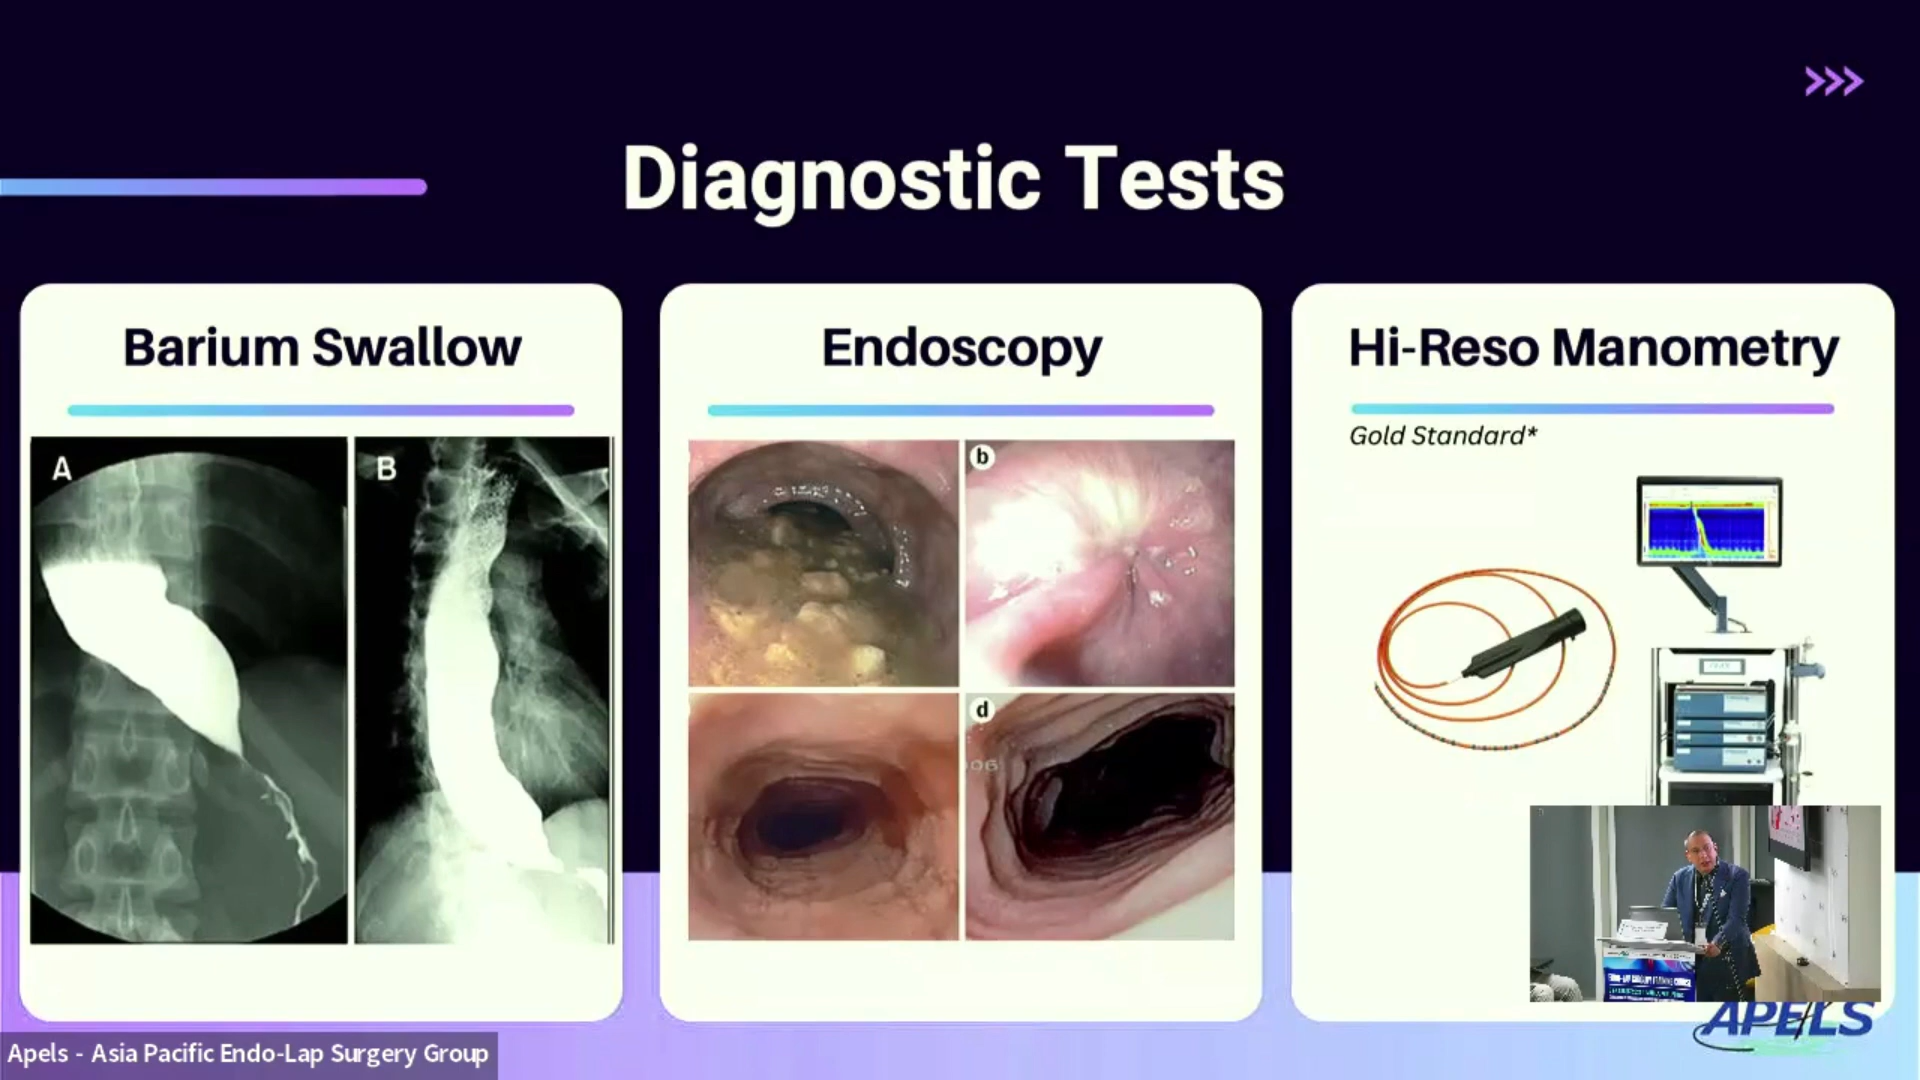 Diagnostic Tests
Barium Swallow
A
B
Endoscopy
b
d
Hi-Reso Manometry
Gold Standard*
APELS
Apels - Asia Pacific Endo-Lap Surgery Group